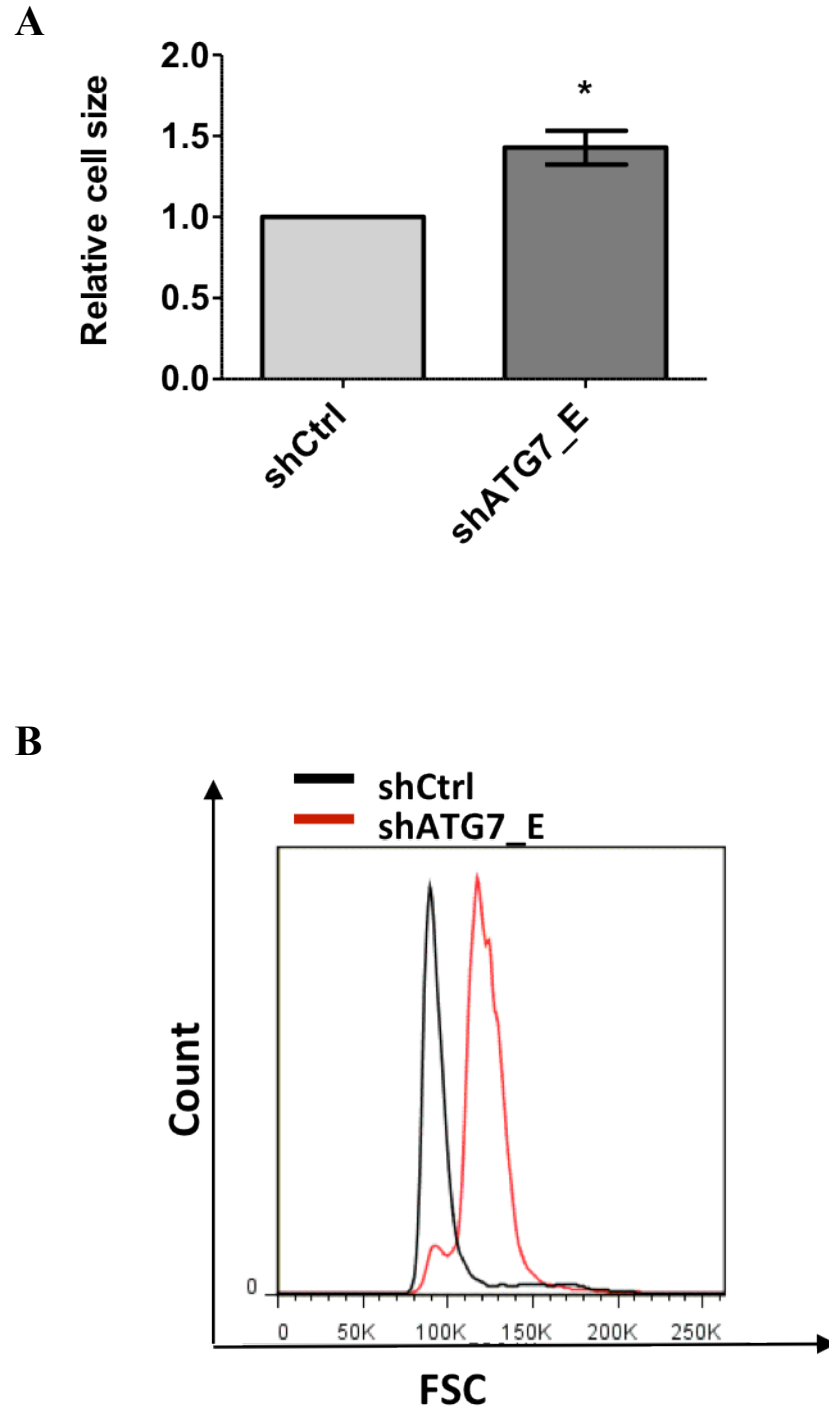 A
Relative cell size
2.0
1.5
1.0
0.5
0.0
*
shCtrl
shATG7_E
B
shCtrl
shATG7_E
Count
0
0 50K 100K 150K 200K 250K
FSC